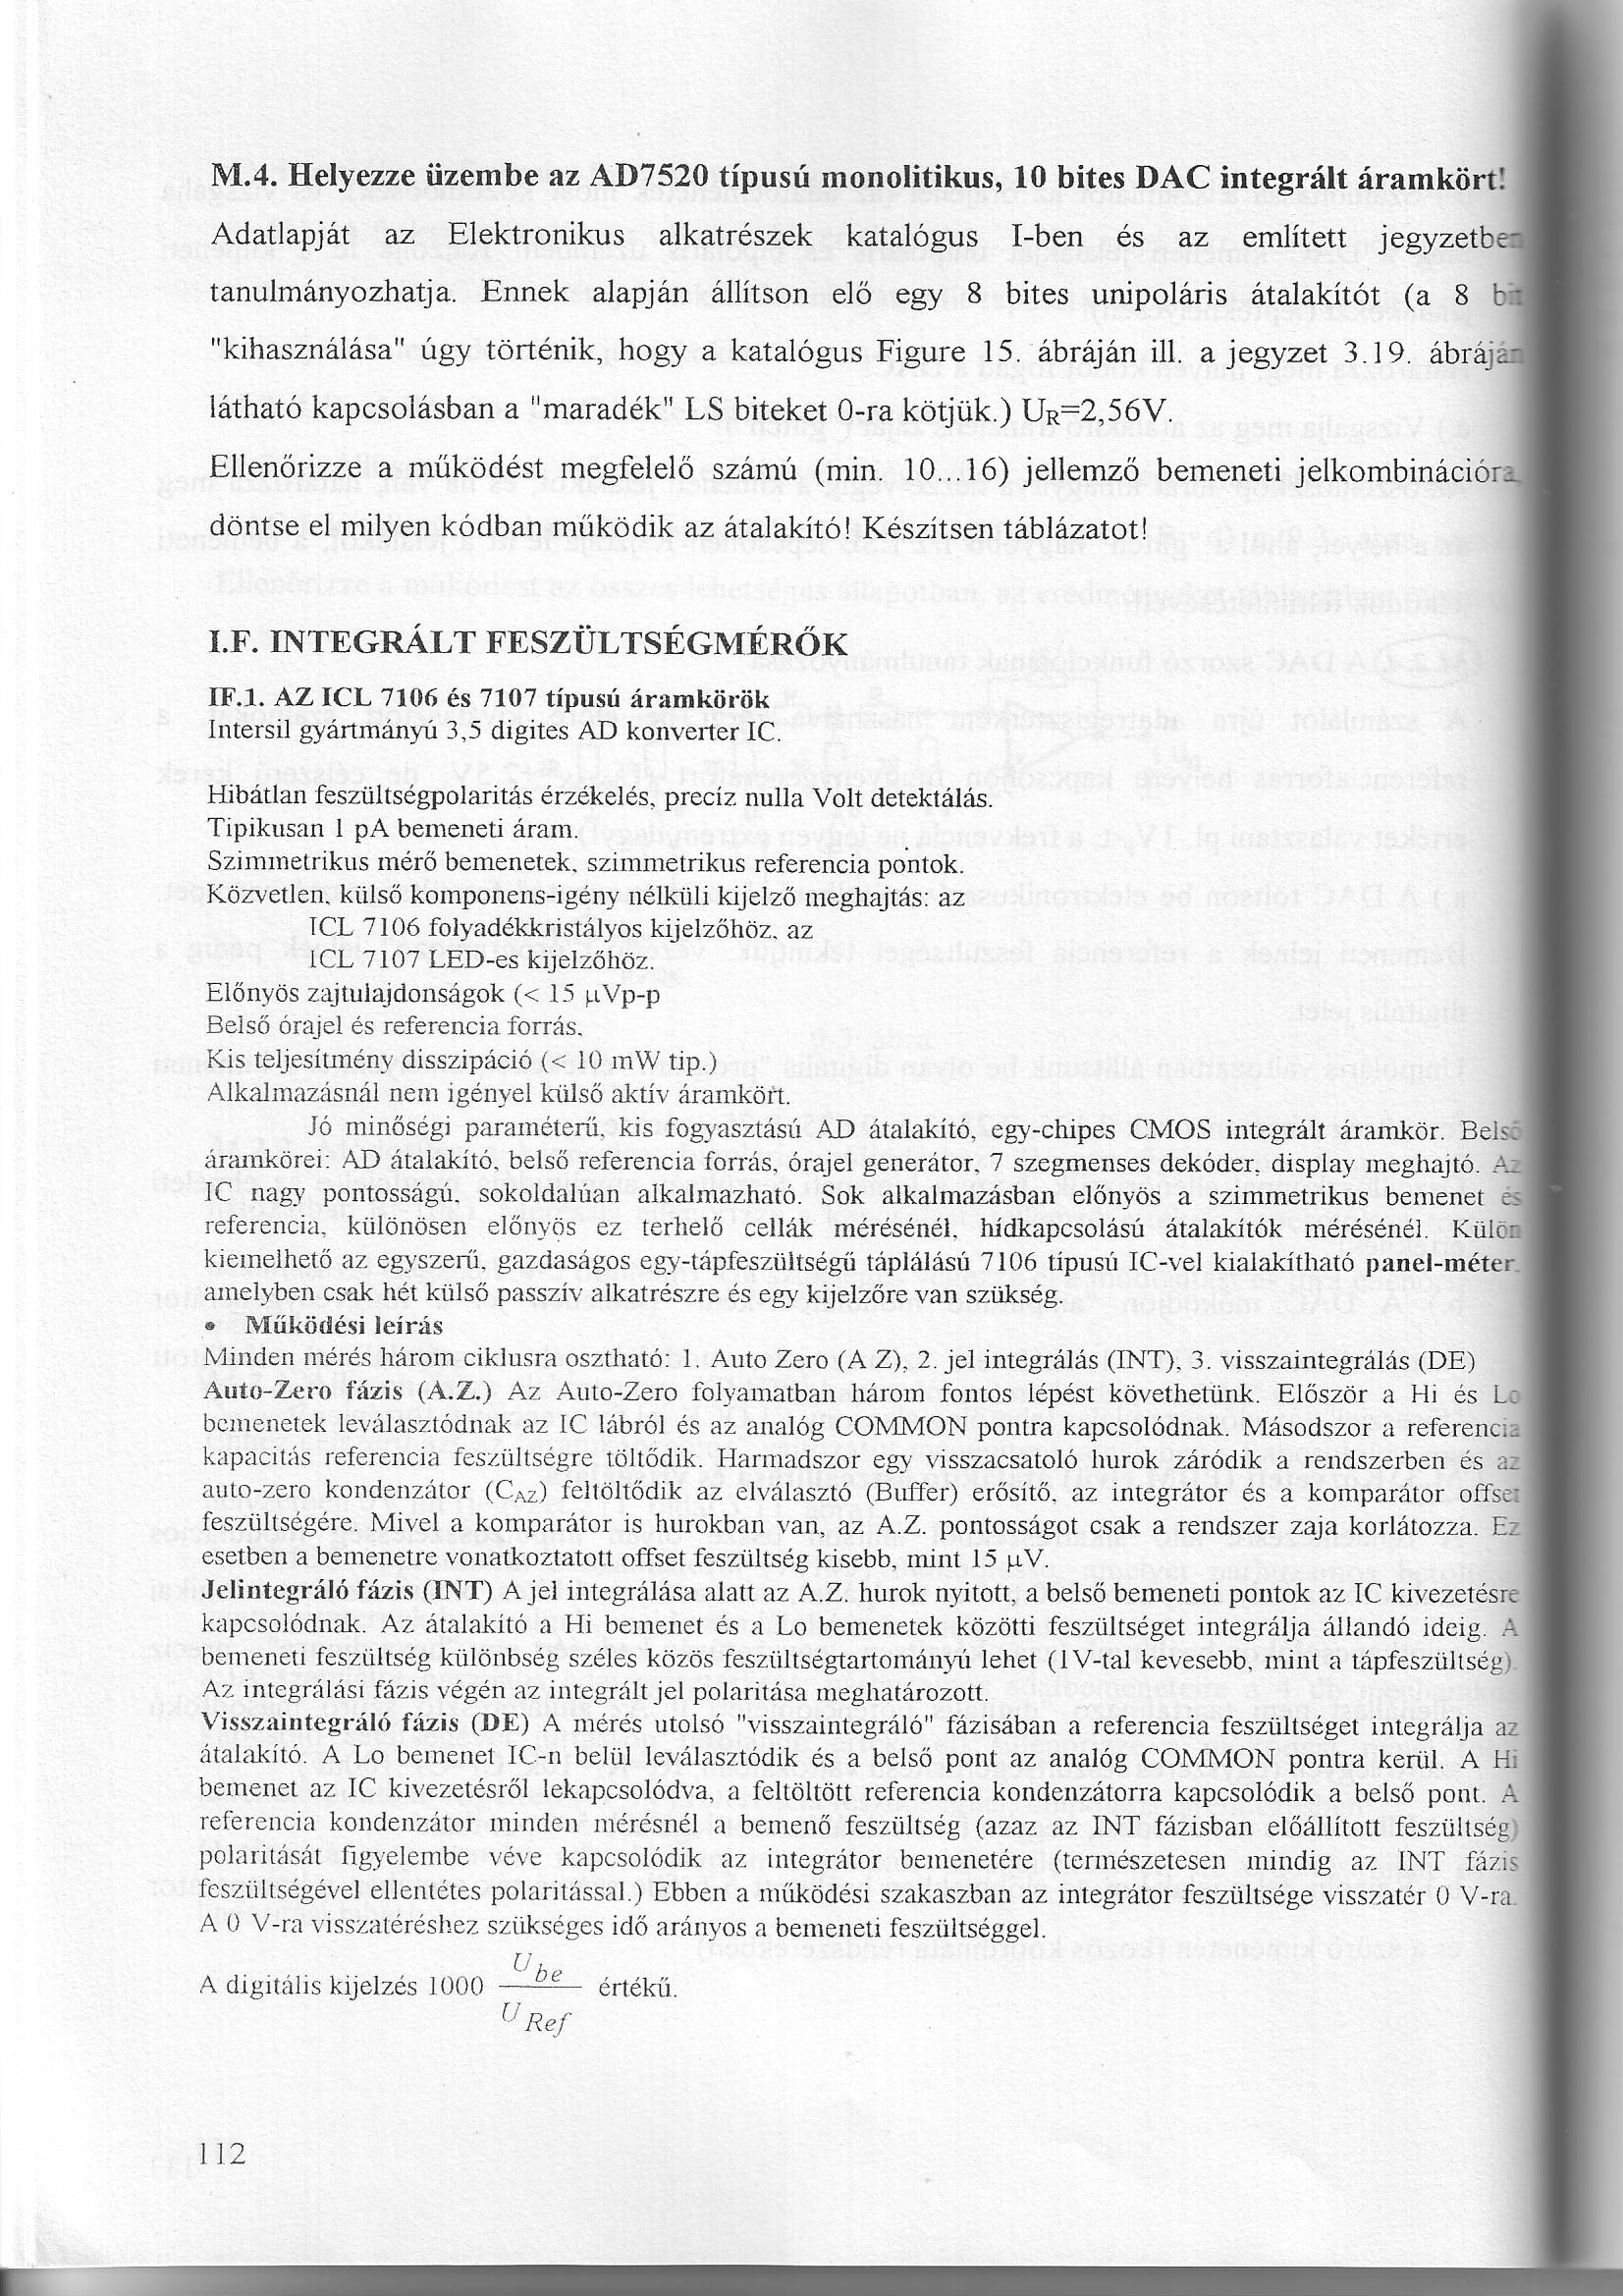 M.4. Helyezze üzembe az AD7520 típusú monolitikus, 10 bites DAC integrált áramkört!
Adatlapját az Elektronikus alkatrészek katalógus I-ben és az említett jegyzetben
tanulmányozhatja. Ennek alapján állítson elő egy 8 bites unipoláris átalakítót (a 8 bit
"kihasználása" úgy történik, hogy a katalógus Figure 15. ábráján ill. a jegyzet 3.19. ábráján
látható kapcsolásban a "maradék" LS biteket 0-ra kötjük.) UR=2,56V.
Ellenőrizze a működést megfelelő számú (min. 10...16) jellemző bemeneti jelkombinációra,
döntse el milyen kódban működik az átalakító! Készítsen táblázatot!
I.F. INTEGRÁLT FESZÜLTSÉGMÉRŐK
IF.1. AZ ICL 7106 és 7107 típusú áramkörök
Intersil gyártmányú 3,5 digites AD konverter IC.
Hibátlan feszültségpolaritás érzékelés, precíz nulla Volt detektálás.
Tipikusan 1 pA bemeneti áram.
Szimmetrikus mérő bemenetek, szimmetrikus referencia pontok.
Közvetlen, külső komponens-igény nélküli kijelző meghajtás: az
ICL 7106 folyadékkristályos kijelzőhöz, az
ICL 7107 LED-es kijelzőhöz.
Előnyös zajtulajdonságok (< 15 µVp-p
Belső órajel és referencia forrás.
Kis teljesítmény disszipáció (< 10 mW tip.)
Alkalmazásnál nem igényel külső aktív áramkört.
Jó minőségi paraméterű, kis fogyasztású AD átalakító, egy-chipes CMOS integrált áramkör. Belső
áramkörei: AD átalakító, belső referencia forrás, órajel generátor, 7 szegmenses dekóder, display meghajtó. Az
IC nagy pontosságú, sokoldalúan alkalmazható. Sok alkalmazásban előnyös a szimmetrikus bemenet és
referencia, különösen előnyös ez terhelő cellák mérésénél, hídkapcsolású átalakítók mérésénél. Külön
kiemelhető az egyszerű, gazdaságos egy-tápfeszültségű táplálású 7106 típusú IC-vel kialakítható panel-méter,
amelyben csak hét külső passzív alkatrészre és egy kijelzőre van szükség.
• Működési leírás
Minden mérés három ciklusra osztható: 1. Auto Zero (A Z), 2. jel integrálás (INT), 3. visszaintegrálás (DE)
Auto-Zero fázis (A.Z.) Az Auto-Zero folyamatban három fontos lépést követhetünk. Először a Hi és Lo
bemenetek leválasztódnak az IC lábról és az analóg COMMON pontra kapcsolódnak. Másodszor a referencia
kapacitás referencia feszültségre töltődik. Harmadszor egy visszacsatoló hurok záródik a rendszerben és az
auto-zero kondenzátor (CAZ) feltöltődik az elválasztó (Buffer) erősítő, az integrátor és a komparátor offset
feszültségére. Mivel a komparátor is hurokban van, az A.Z. pontosságot csak a rendszer zaja korlátozza. Ez
esetben a bemenetre vonatkoztatott offset feszültség kisebb, mint 15 µV.
Jelintegráló fázis (INT) A jel integrálása alatt az A.Z. hurok nyitott, a belső bemeneti pontok az IC kivezetésre
kapcsolódnak. Az átalakító a Hi bemenet és a Lo bemenetek közötti feszültséget integrálja állandó ideig. A
bemeneti feszültség különbség széles közös feszültségtartományú lehet (1V-tal kevesebb, mint a tápfeszültség).
Az integrálási fázis végén az integrált jel polaritása meghatározott.
Visszaintegráló fázis (DE) A mérés utolsó "visszaintegráló" fázisában a referencia feszültséget integrálja az
átalakító. A Lo bemenet IC-n belül leválasztódik és a belső pont az analóg COMMON pontra kerül. A Hi
bemenet az IC kivezetésről lekapcsolódva, a feltöltött referencia kondenzátorra kapcsolódik a belső pont. A
referencia kondenzátor minden mérésnél a bemenő feszültség (azaz az INT fázisban előállított feszültség)
polaritását figyelembe véve kapcsolódik az integrátor bemenetére (természetesen mindig az INT fázis
feszültségével ellentétes polaritással.) Ebben a működési szakaszban az integrátor feszültsége visszatér 0 V-ra.
A 0 V-ra visszatéréshez szükséges idő arányos a bemeneti feszültséggel.
A digitális kijelzés 1000 Ube / URef értékű.
112